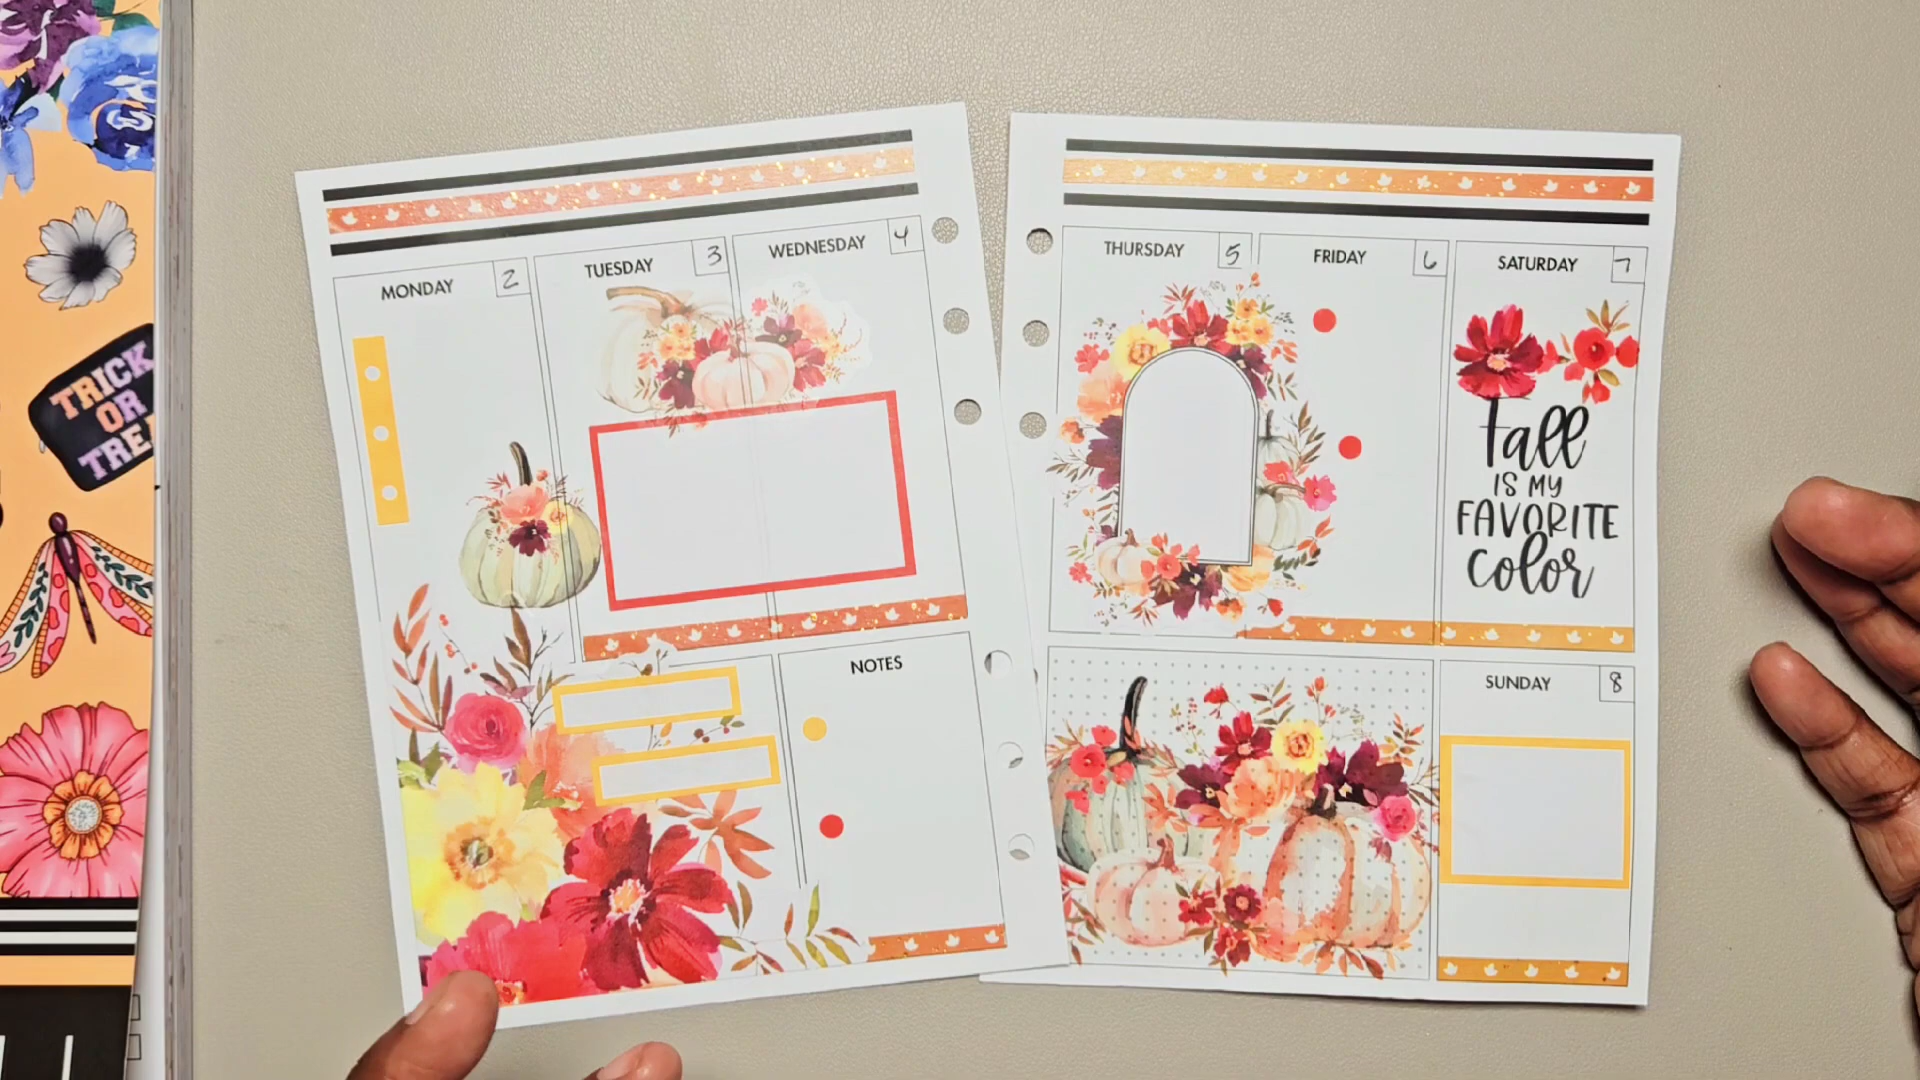 TRICK
OR
MONDAY 2
TUESDAY 3
WEDNESDAY 4
NOTES
THURSDAY 5
FRIDAY 6
SATURDAY 7
Fall
IS MY
FAVORITE
color
SUNDAY 8